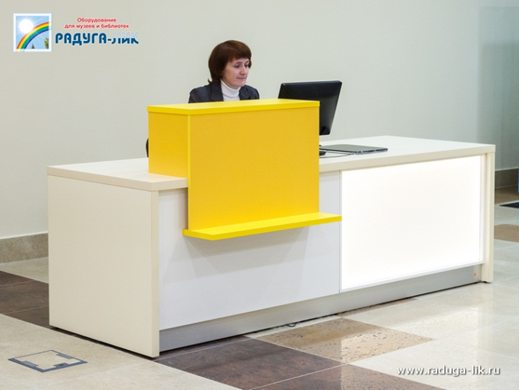 Оборудование
для музеев и библиотек
РАДУГА-ЛИК
www.raduga-lik.ru